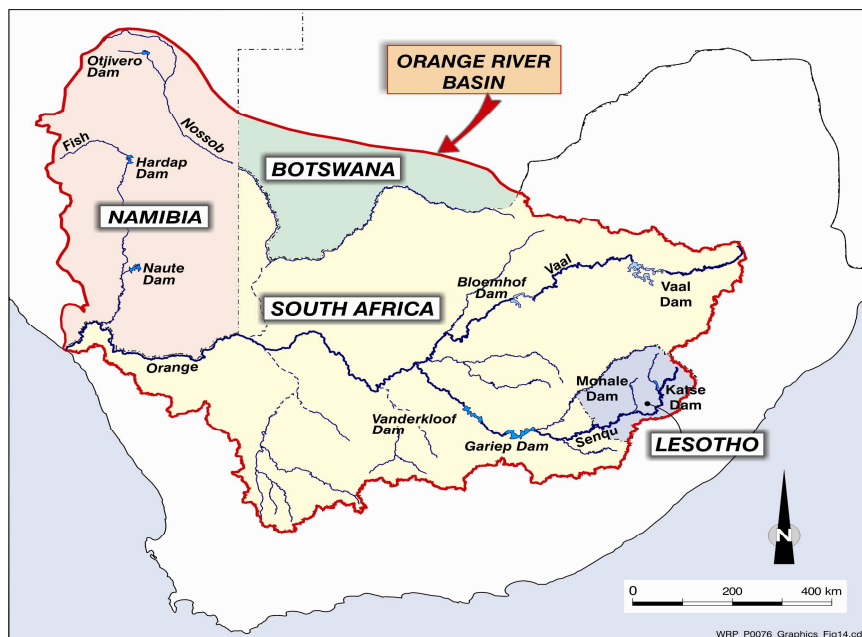 Otjivero
Dam
ORANGE RIVER
BASIN
Fish
Nossob
Hardap
Dam
BOTSWANA
NAMIBIA
Naute
Dam
Bloemhof
Dam
Vaal
Vaal
Dam
SOUTH AFRICA
Orange
Monale
Dam
Katse
Dam
Vanderkloof
Dam
Gariep Dam
Senqu
LESOTHO
N
0 200 400 km
WRP_P0076_Graphics_Fig14.cd